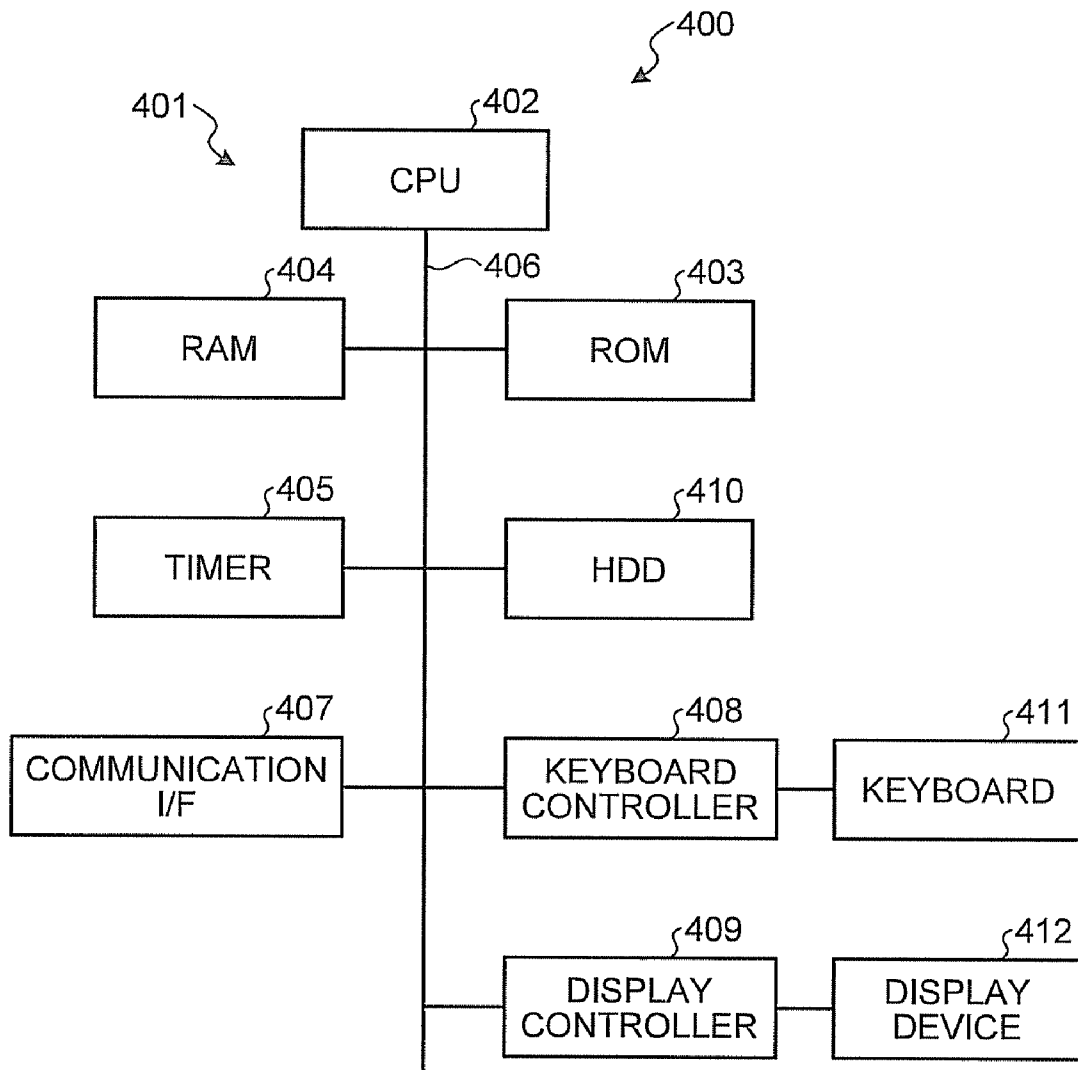 400
401
402
CPU
406
404
403
RAM
ROM
405
410
TIMER
HDD
407
408
411
COMMUNICATION
I/F
KEYBOARD
CONTROLLER
KEYBOARD
409
412
DISPLAY
CONTROLLER
DISPLAY
DEVICE